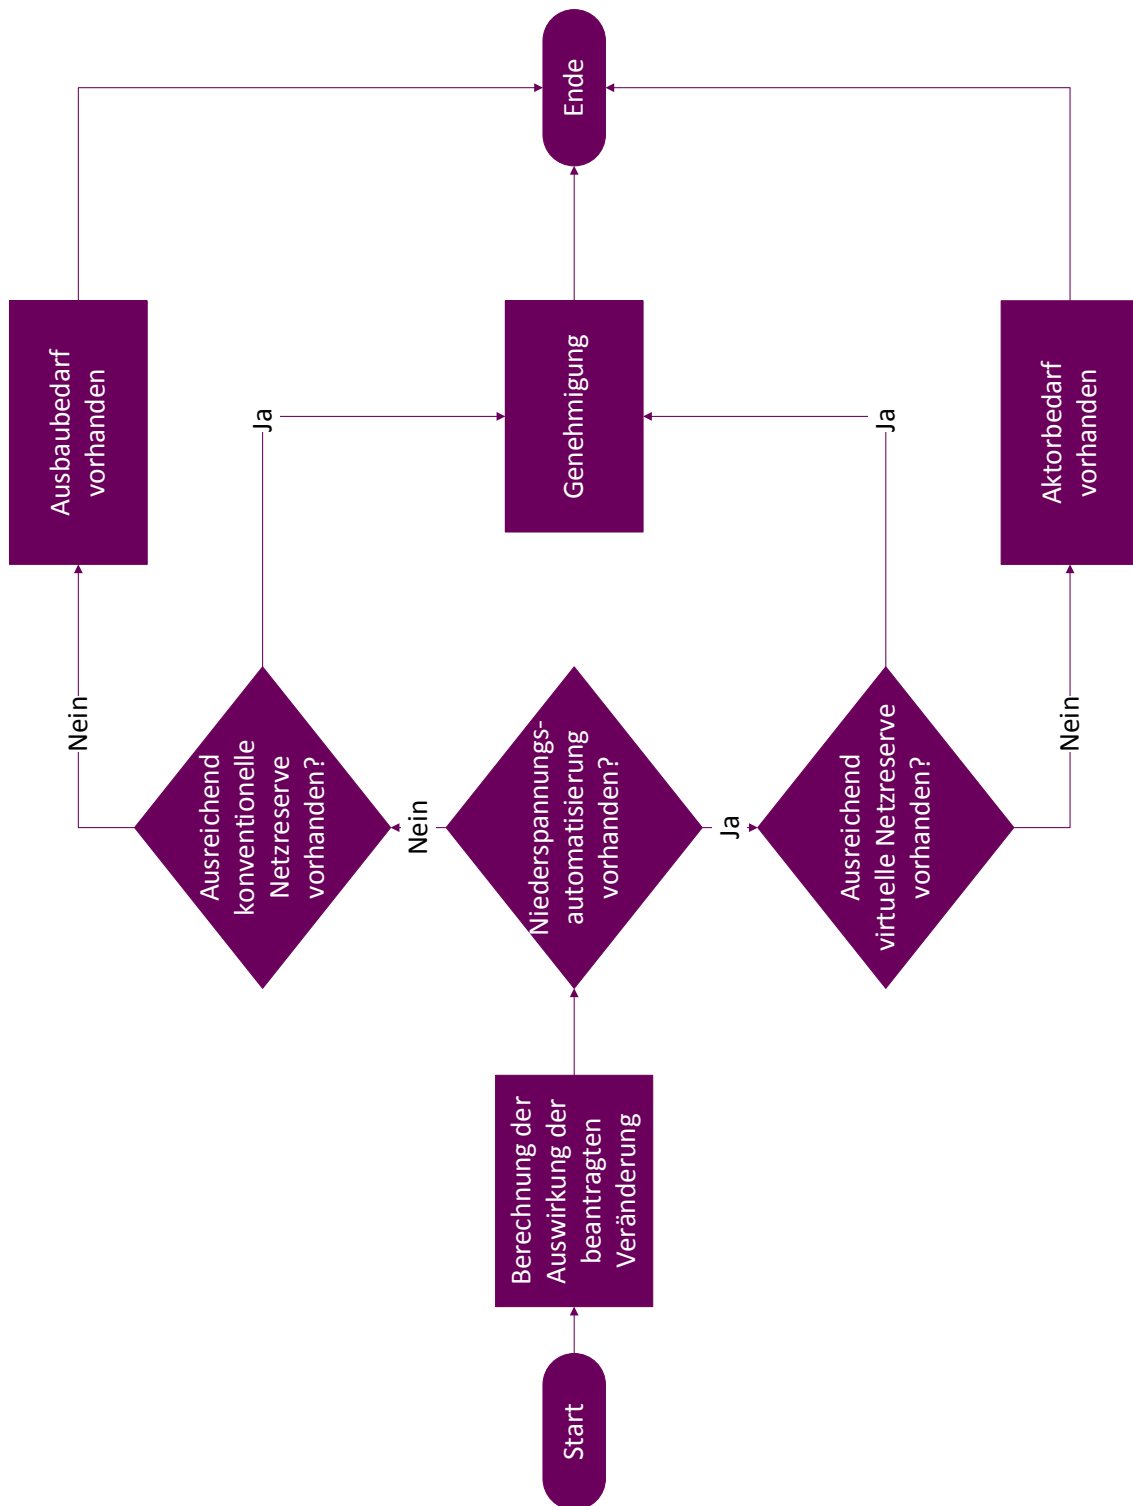 Start
Berechnung der
Auswirkung der
beantragten
Veränderung
Niederspannungs-
automatisierung
vorhanden?
Nein
Ja
Ausreichend
konventionelle
Netzreserve
vorhanden?
Nein
Ja
Ausreichend
virtuelle Netzreserve
vorhanden?
Ja
Nein
Ausbaubedarf
vorhanden
Genehmigung
Aktorbedarf
vorhanden
Ende